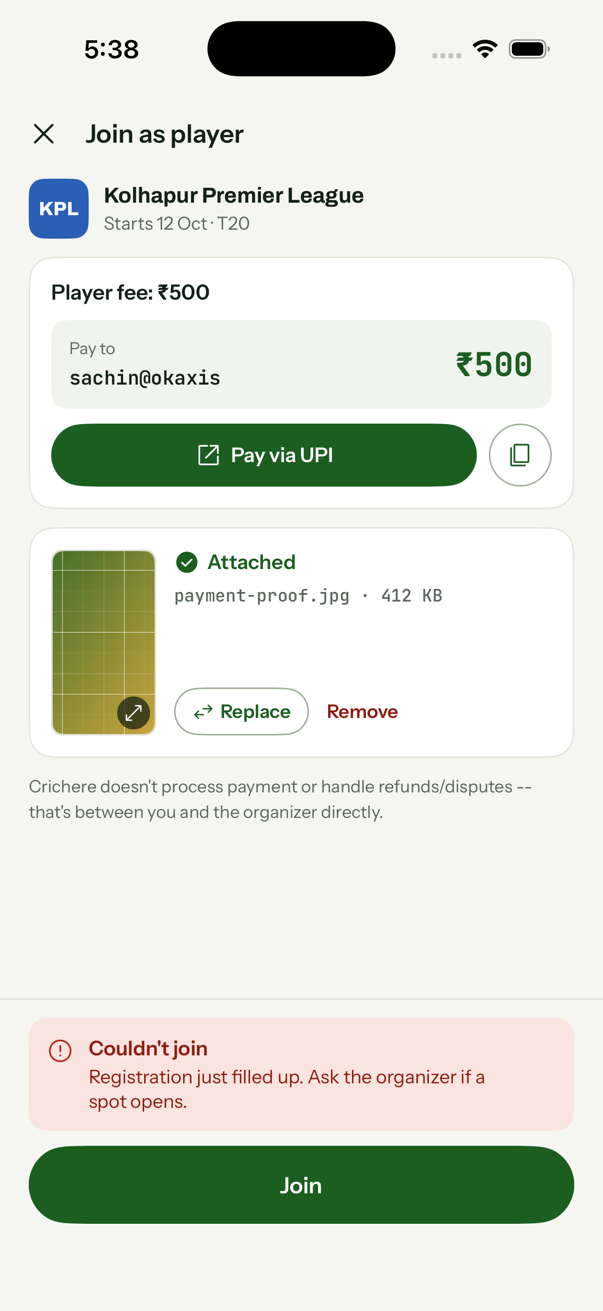 5:38
Join as player
KPL
Kolhapur Premier League
Starts 12 Oct · T20
Player fee: ₹500
Pay to
sachin@okaxis
₹500
Pay via UPI
Attached
payment-proof.jpg · 412 KB
Replace
Remove
Crichere doesn't process payment or handle refunds/disputes --
that's between you and the organizer directly.
Couldn't join
Registration just filled up. Ask the organizer if a
spot opens.
Join